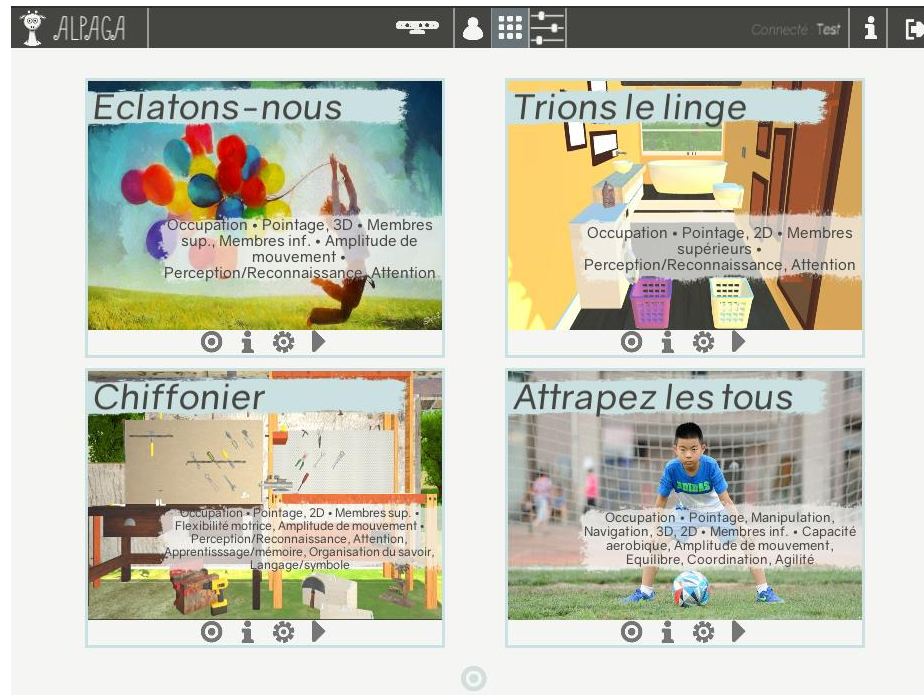 ALPAGA
Connecté : Test
Eclatons-nous
Occupation • Pointage, 3D • Membres
sup., Membres inf. • Amplitude de
mouvement •
Perception/Reconnaissance, Attention
Trions le linge
Occupation • Pointage, 2D • Membres
supérieurs •
Perception/Reconnaissance, Attention
Chiffonier
Occupation • Pointage, 2D • Membres sup. •
Flexibilité motrice, Amplitude de mouvement •
Perception/Reconnaissance, Attention,
Apprentisssage/mémoire, Organisation du savoir,
Langage/symbole
Attrapez les tous
Occupation • Pointage, Manipulation,
Navigation, 3D, 2D • Membres inf. • Capacité
aerobique, Amplitude de mouvement,
Equilibre, Coordination, Agilité